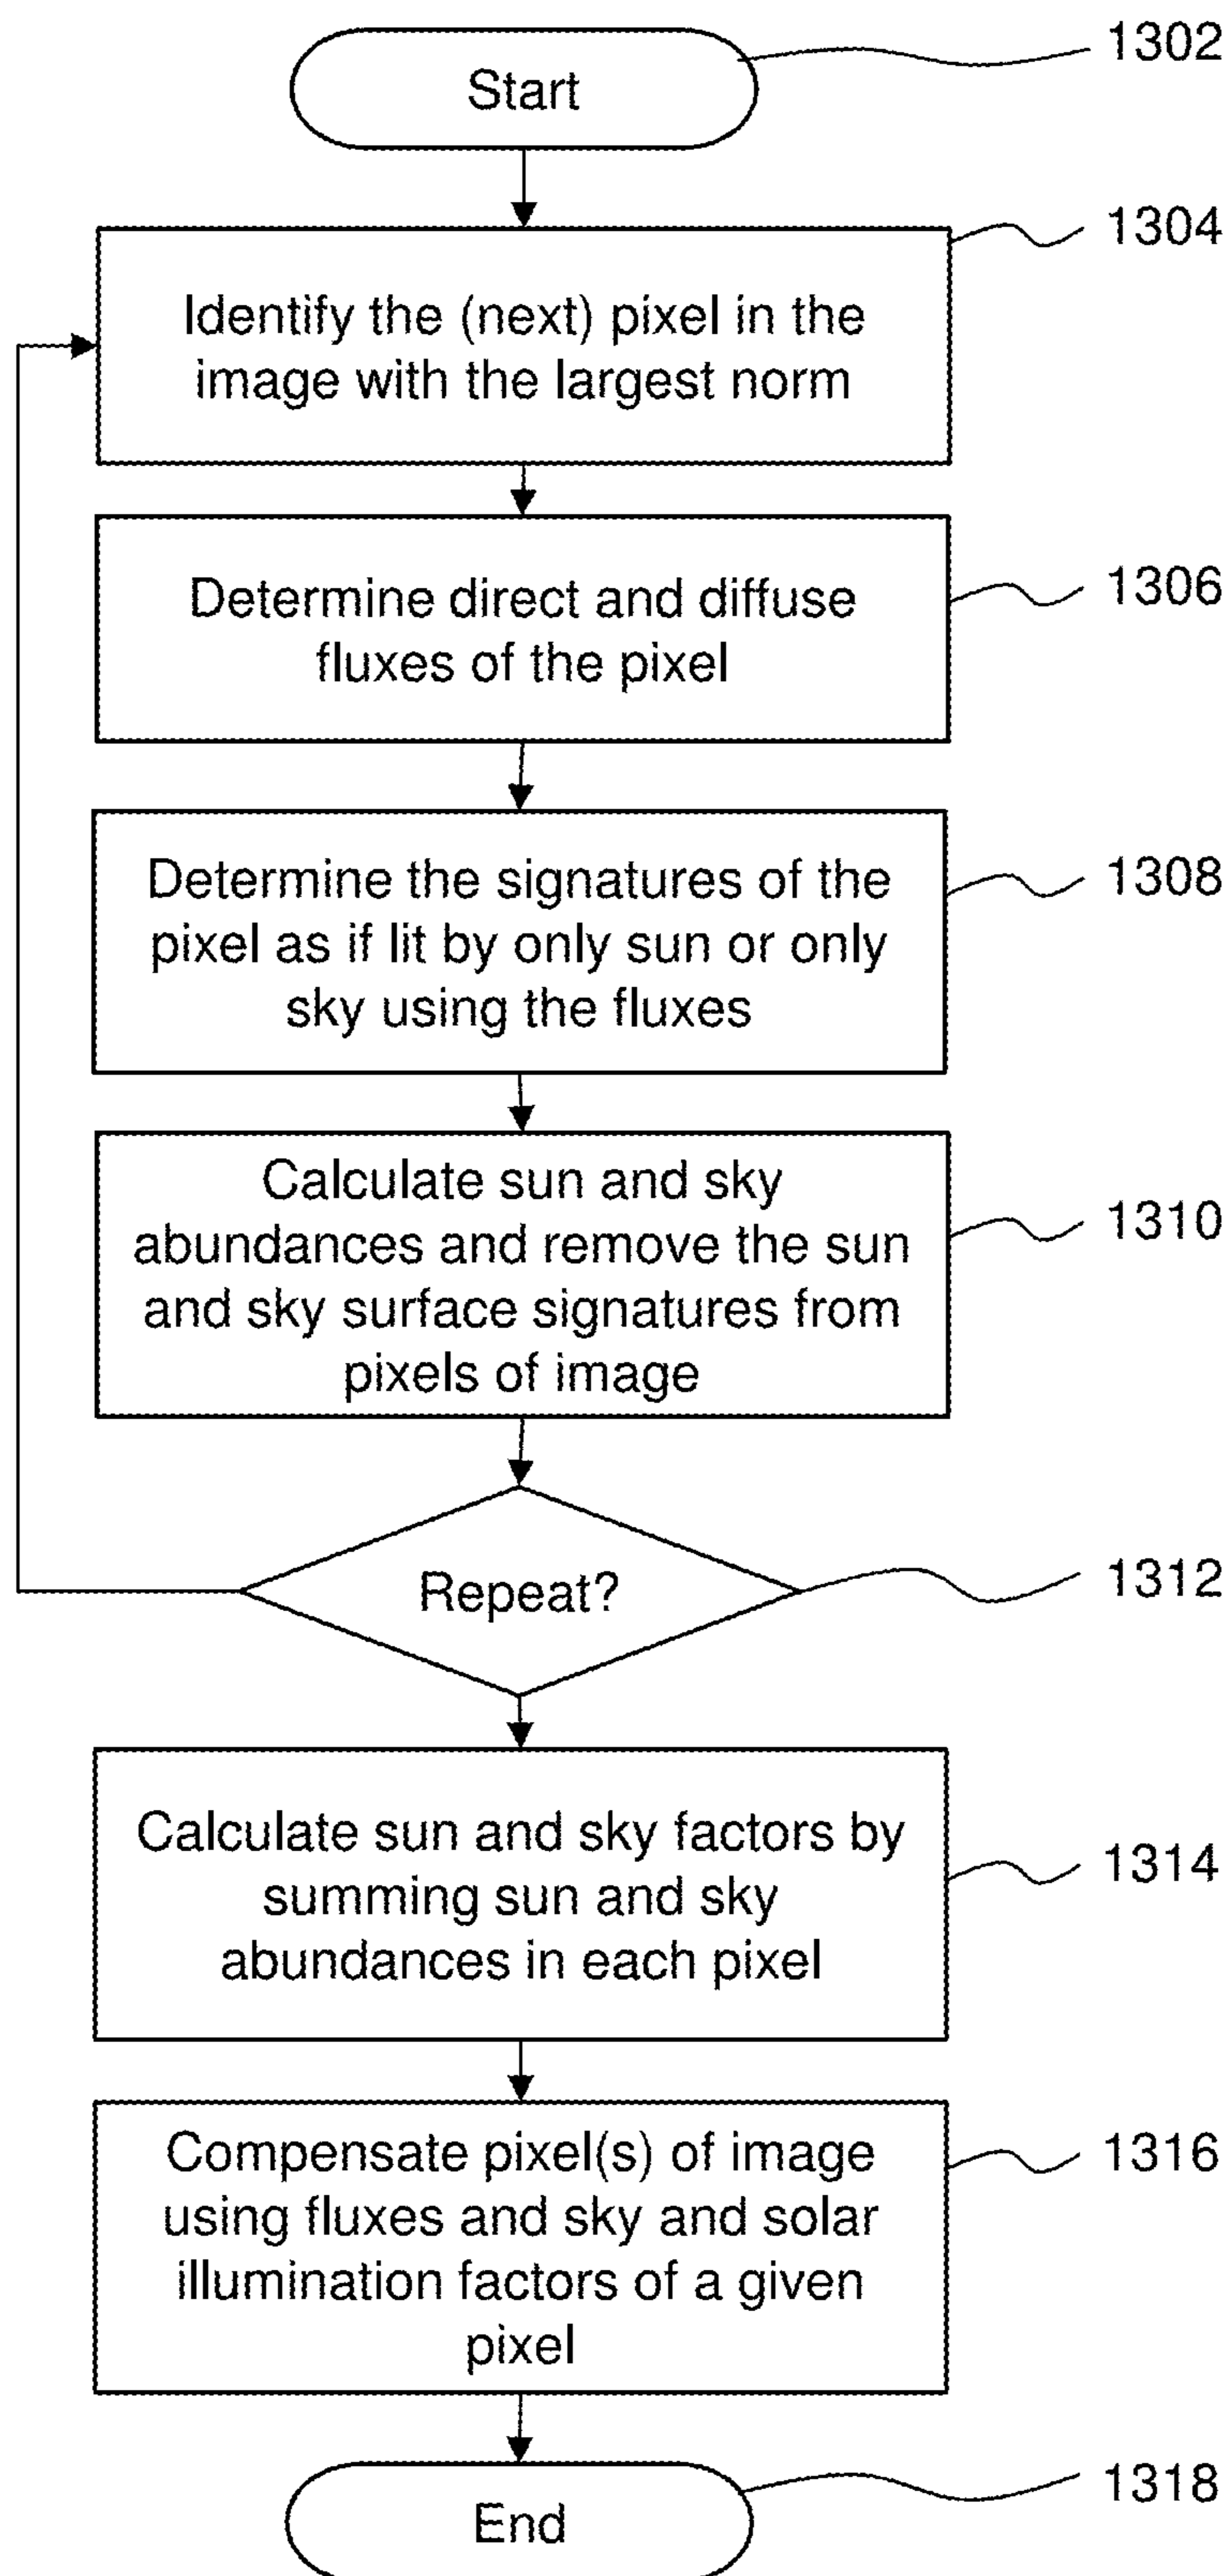 Start
1302
1304
Identify the (next) pixel in the
image with the largest norm
1306
Determine direct and diffuse
fluxes of the pixel
1308
Determine the signatures of the
pixel as if lit by only sun or only
sky using the fluxes
1310
Calculate sun and sky
abundances and remove the sun
and sky surface signatures from
pixels of image
1312
Repeat?
1314
Calculate sun and sky factors by
summing sun and sky
abundances in each pixel
1316
Compensate pixel(s) of image
using fluxes and sky and solar
illumination factors of a given
pixel
1318
End